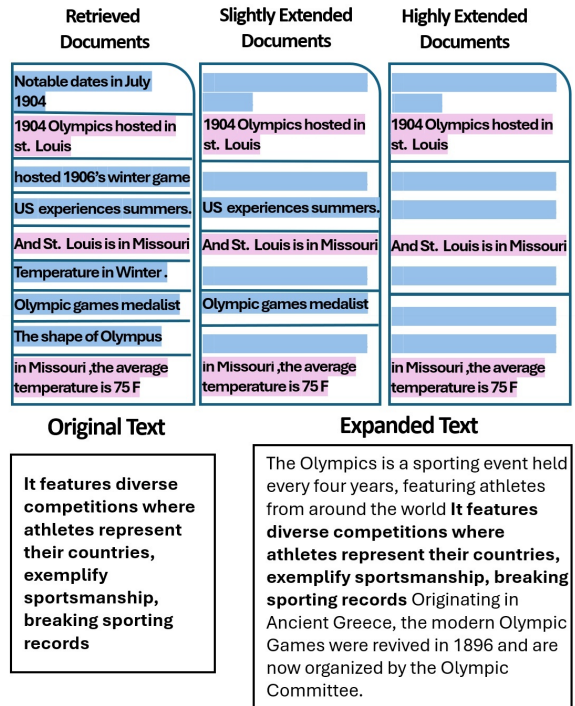 Retrieved
Documents
Notable dates in July
1904
1904 Olympics hosted in
st. Louis
hosted 1906's winter game
US experiences summers.
And St. Louis is in Missouri
Temperature in Winter .
Olympic games medalist
The shape of Olympus
in Missouri ,the average
temperature is 75 F
Slightly Extended
Documents
1904 Olympics hosted in
st. Louis
US experiences summers.
And St. Louis is in Missouri
Olympic games medalist
in Missouri ,the average
temperature is 75 F
Highly Extended
Documents
1904 Olympics hosted in
st. Louis
And St. Louis is in Missouri
in Missouri ,the average
temperature is 75 F
Original Text
It features diverse
competitions where
athletes represent
their countries,
exemplify
sportsmanship,
breaking sporting
records
Expanded Text
The Olympics is a sporting event held
every four years, featuring athletes
from around the world It features
diverse competitions where
athletes represent their countries,
exemplify sportsmanship, breaking
sporting records Originating in
Ancient Greece, the modern Olympic
Games were revived in 1896 and are
now organized by the Olympic
Committee.